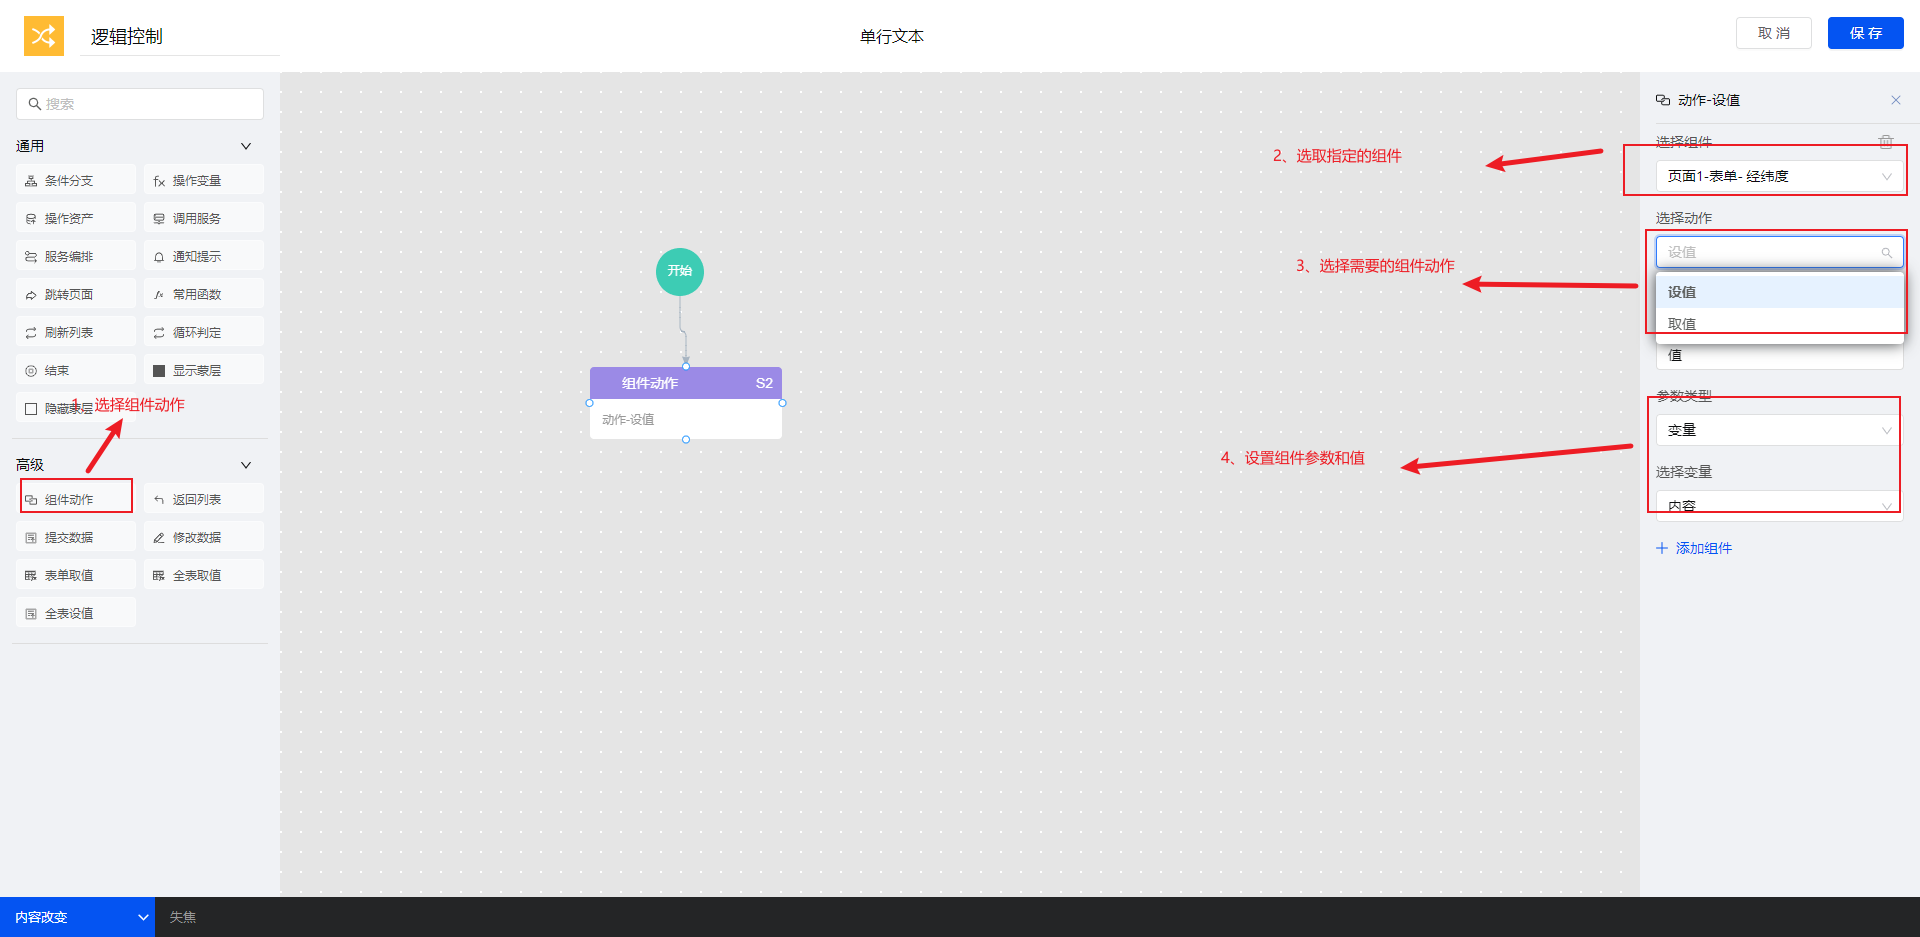 逻辑控制
单行文本
取 消
保 存
搜索
通用
条件分支
操作变量
操作资产
调用服务
服务编排
通知提示
跳转页面
常用函数
刷新列表
循环判定
结束
显示蒙层
隐藏蒙层
1、选择组件动作
高级
组件动作
返回列表
提交数据
修改数据
表单取值
全表取值
全表设值
开始
组件动作
S2
动作-设值
2、选取指定的组件
3、选择需要的组件动作
4、设置组件参数和值
动作-设值
选择组件
页面1-表单- 经纬度
选择动作
设值
设值
取值
值
参数类型
变量
选择变量
内容
添加组件
内容改变
失焦